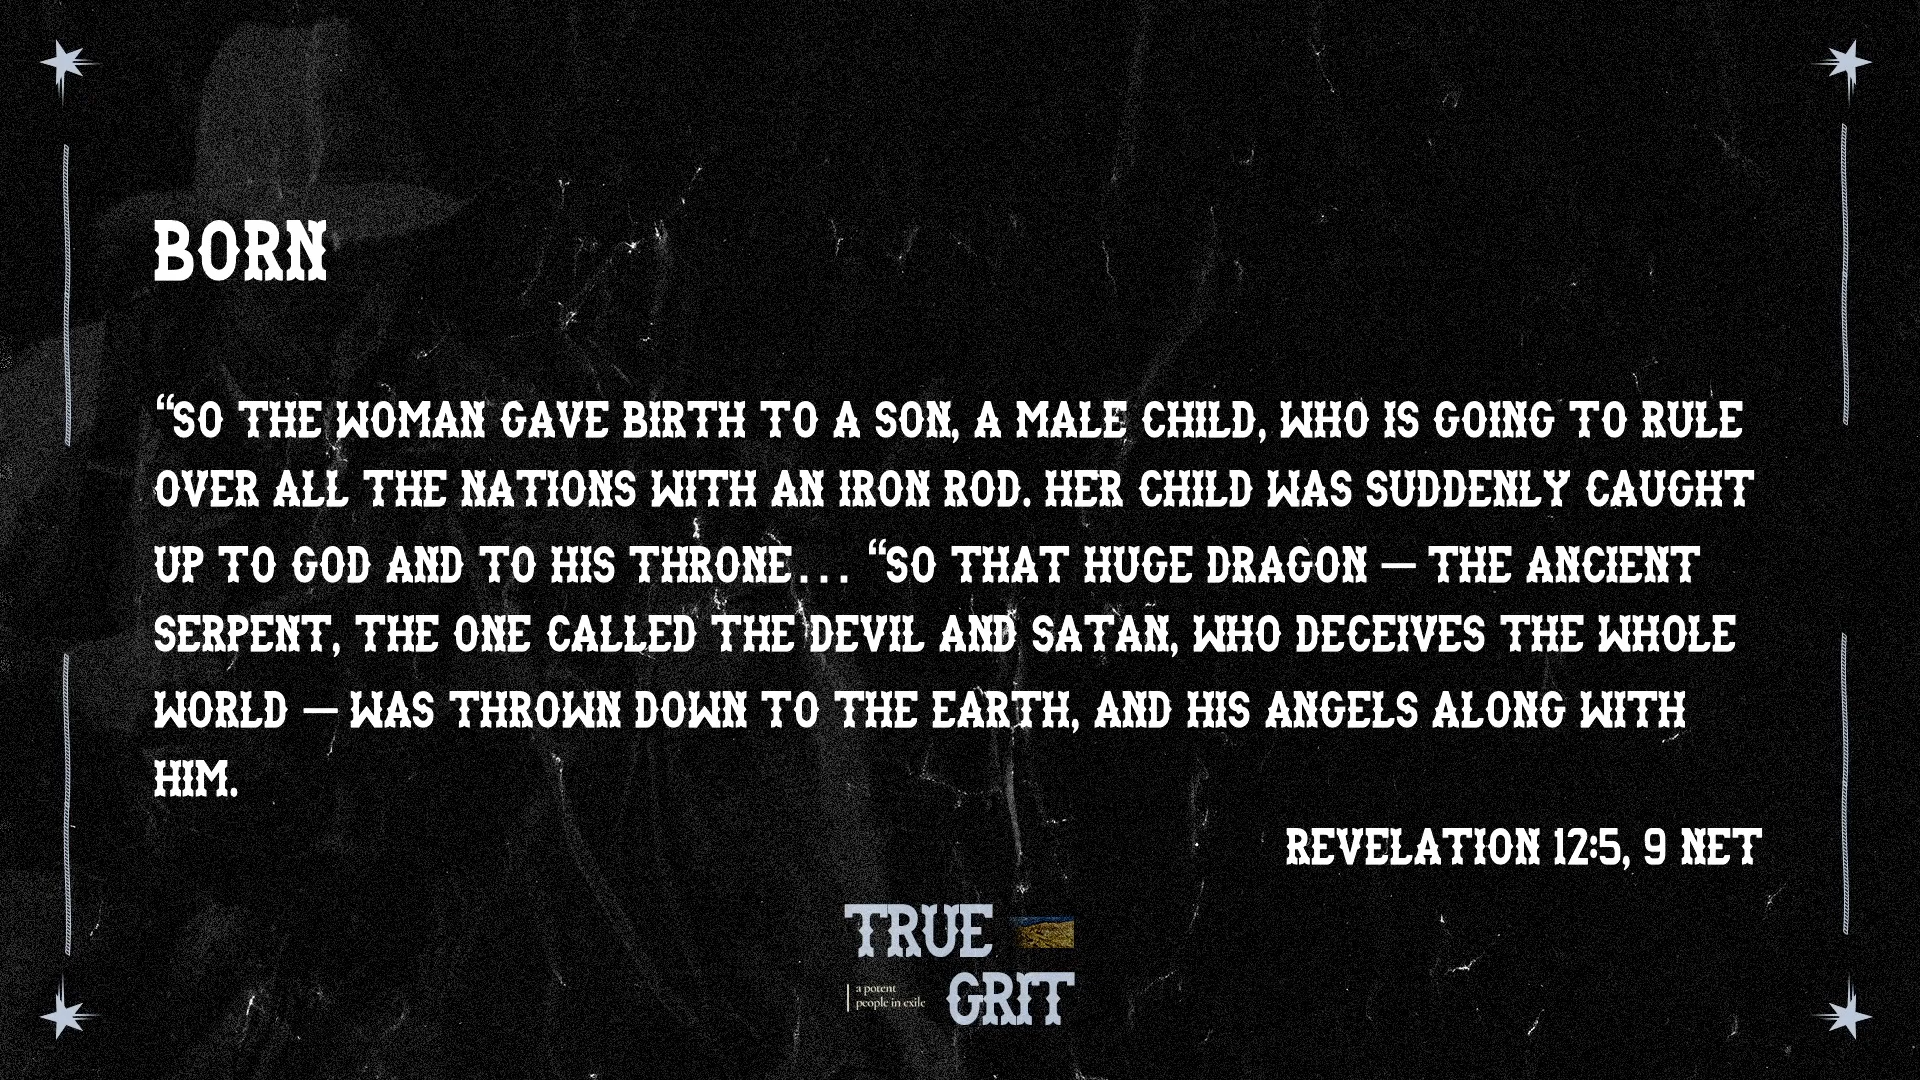 BORN
“SO THE WOMAN GAVE BIRTH TO A SON, A MALE CHILD, WHO IS GOING TO RULE
OVER ALL THE NATIONS WITH AN IRON ROD. HER CHILD WAS SUDDENLY CAUGHT
UP TO GOD AND TO HIS THRONE... “SO THAT HUGE DRAGON — THE ANCIENT
SERPENT, THE ONE CALLED THE DEVIL AND SATAN, WHO DECEIVES THE WHOLE
WORLD — WAS THROWN DOWN TO THE EARTH, AND HIS ANGELS ALONG WITH
HIM.
REVELATION 12:5, 9 NET
TRUE
GRIT
a potent
people in exile